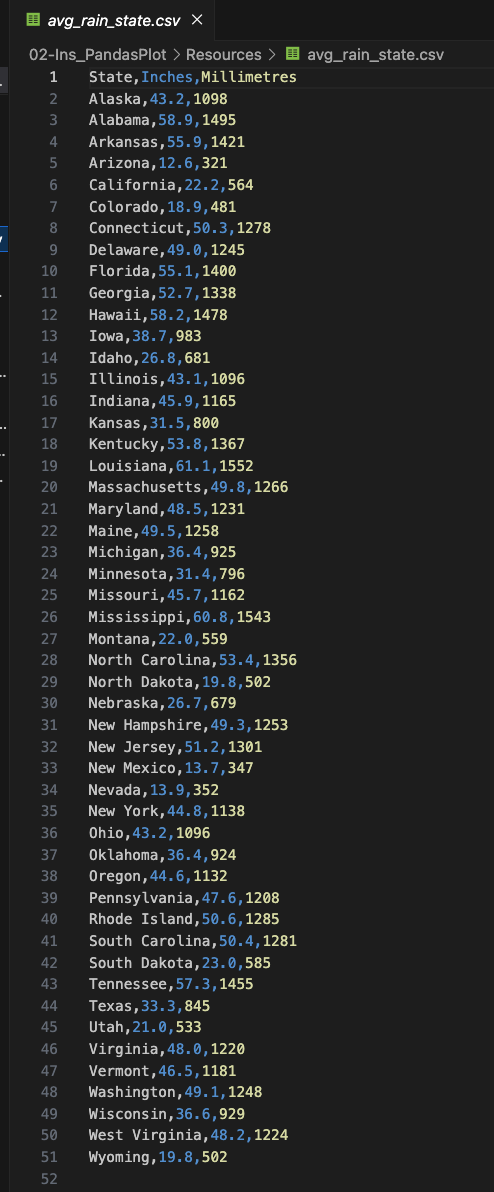 avg_rain_state.csv ×
02-Ins_PandasPlot > Resources > avg_rain_state.csv
1 State,Inches,Millimetres
2 Alaska,43.2,1098
3 Alabama,58.9,1495
4 Arkansas,55.9,1421
5 Arizona,12.6,321
6 California,22.2,564
7 Colorado,18.9,481
8 Connecticut,50.3,1278
9 Delaware,49.0,1245
10 Florida,55.1,1400
11 Georgia,52.7,1338
12 Hawaii,58.2,1478
13 Iowa,38.7,983
14 Idaho,26.8,681
15 Illinois,43.1,1096
16 Indiana,45.9,1165
17 Kansas,31.5,800
18 Kentucky,53.8,1367
19 Louisiana,61.1,1552
20 Massachusetts,49.8,1266
21 Maryland,48.5,1231
22 Maine,49.5,1258
23 Michigan,36.4,925
24 Minnesota,31.4,796
25 Missouri,45.7,1162
26 Mississippi,60.8,1543
27 Montana,22.0,559
28 North Carolina,53.4,1356
29 North Dakota,19.8,502
30 Nebraska,26.7,679
31 New Hampshire,49.3,1253
32 New Jersey,51.2,1301
33 New Mexico,13.7,347
34 Nevada,13.9,352
35 New York,44.8,1138
36 Ohio,43.2,1096
37 Oklahoma,36.4,924
38 Oregon,44.6,1132
39 Pennsylvania,47.6,1208
40 Rhode Island,50.6,1285
41 South Carolina,50.4,1281
42 South Dakota,23.0,585
43 Tennessee,57.3,1455
44 Texas,33.3,845
45 Utah,21.0,533
46 Virginia,48.0,1220
47 Vermont,46.5,1181
48 Washington,49.1,1248
49 Wisconsin,36.6,929
50 West Virginia,48.2,1224
51 Wyoming,19.8,502
52